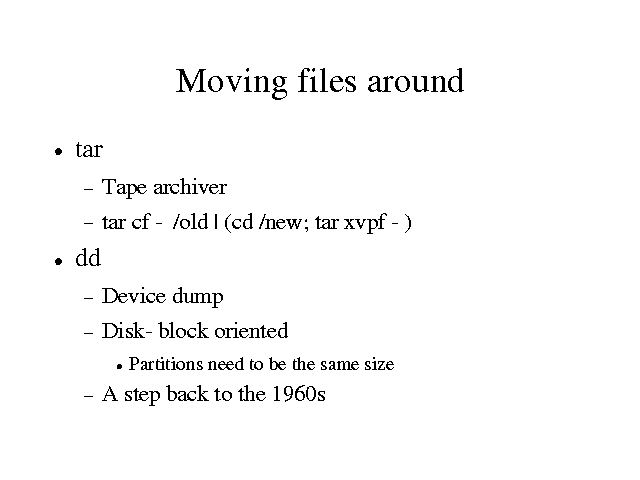 Moving files around
• tar
– Tape archiver
– tar cf - /old | (cd /new; tar xvpf - )
• dd
– Device dump
– Disk- block oriented
• Partitions need to be the same size
– A step back to the 1960s